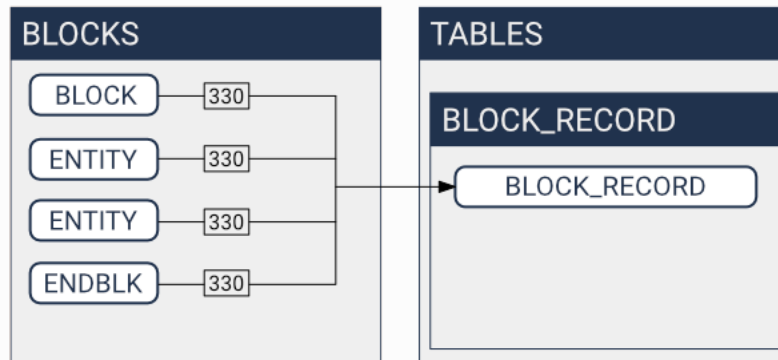 BLOCKS
BLOCK
330
ENTITY
330
ENTITY
330
ENDBLK
330
TABLES
BLOCK_RECORD
BLOCK_RECORD